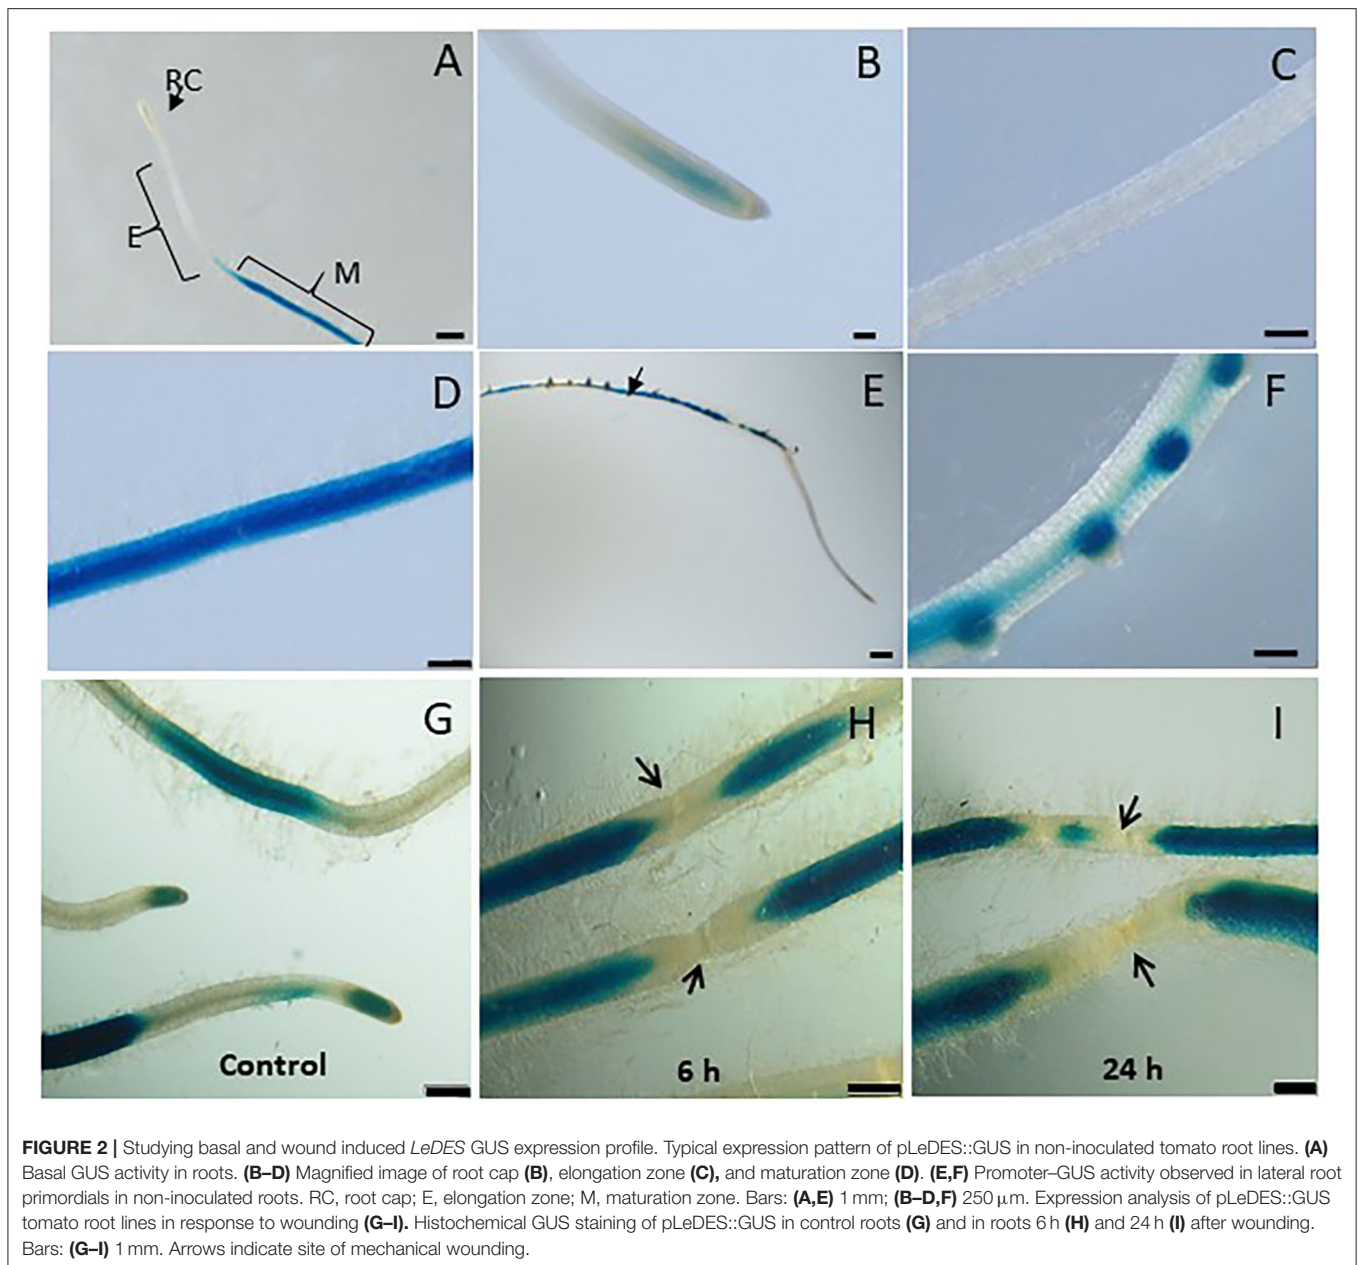 A
RC
E
M
B
C
D
E
F
G
Control
H
6 h
I
24 h
FIGURE 2 | Studying basal and wound induced LeDES GUS expression profile. Typical expression pattern of pLeDES::GUS in non-inoculated tomato root lines. (A)
Basal GUS activity in roots. (B–D) Magnified image of root cap (B), elongation zone (C), and maturation zone (D). (E,F) Promoter–GUS activity observed in lateral root
primordials in non-inoculated roots. RC, root cap; E, elongation zone; M, maturation zone. Bars: (A,E) 1 mm; (B–D,F) 250 μm. Expression analysis of pLeDES::GUS
tomato root lines in response to wounding (G–I). Histochemical GUS staining of pLeDES::GUS in control roots (G) and in roots 6 h (H) and 24 h (I) after wounding.
Bars: (G–I) 1 mm. Arrows indicate site of mechanical wounding.